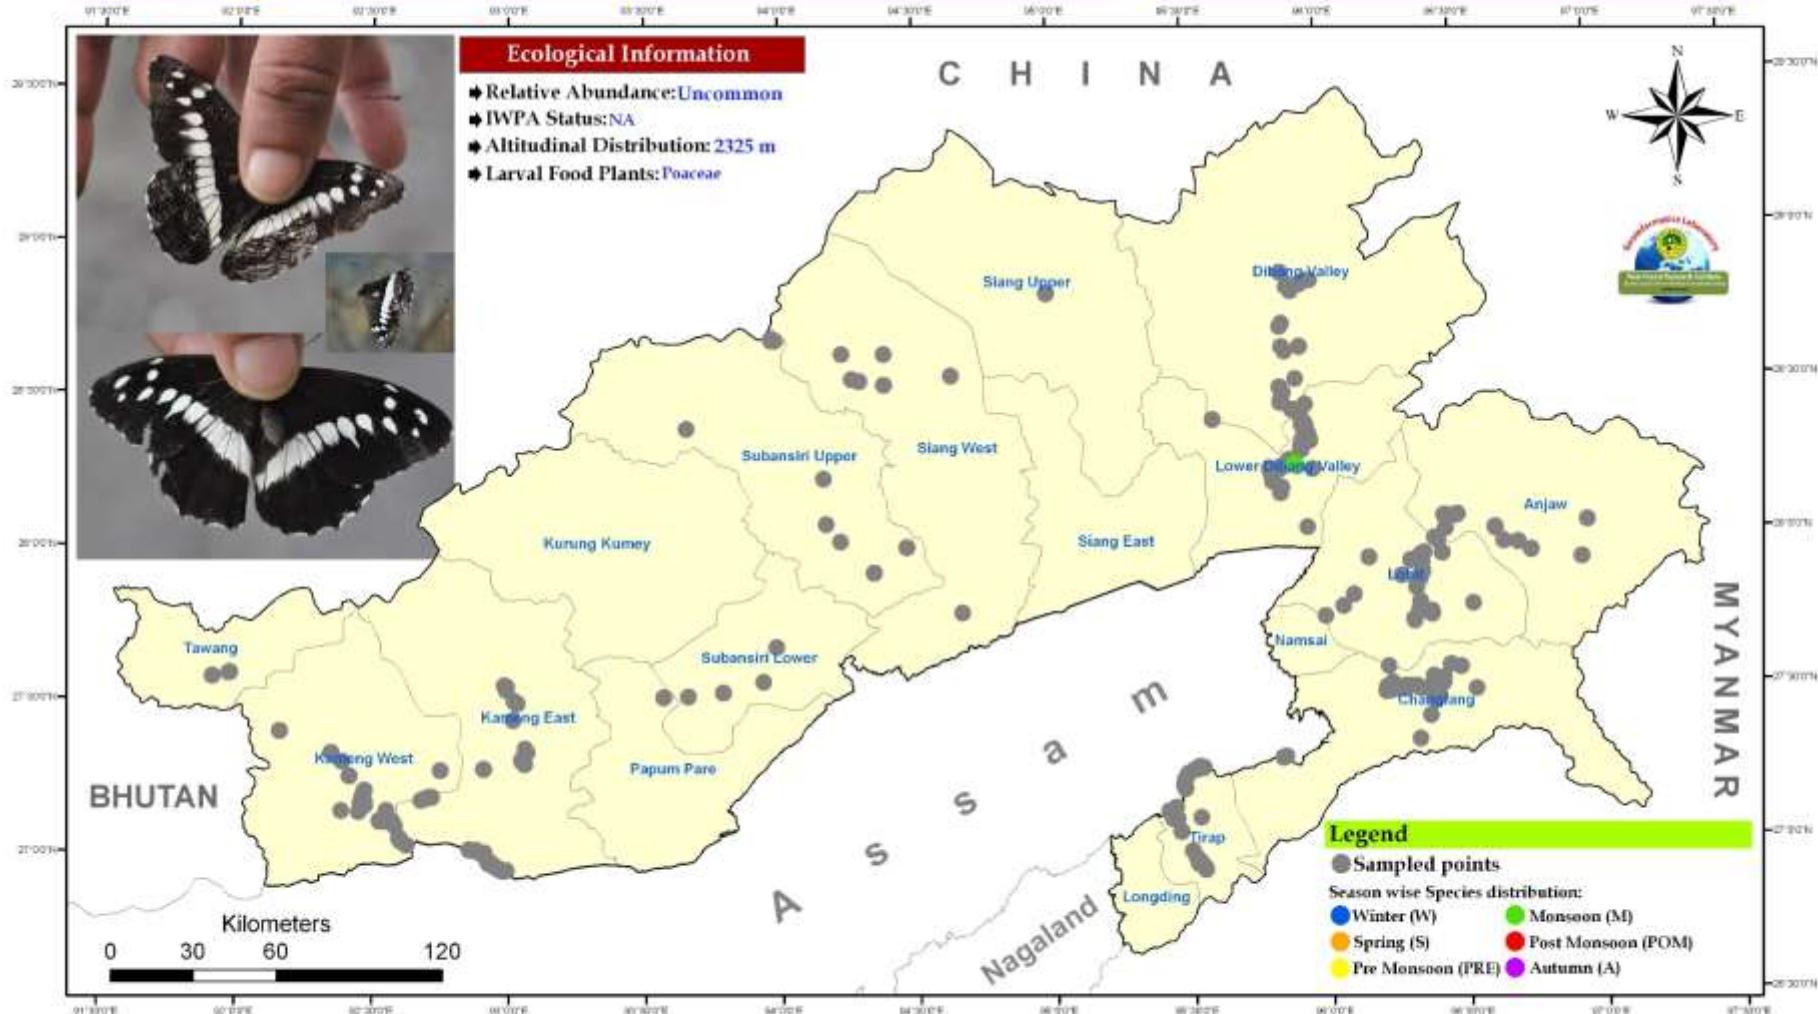 Ecological Information
Relative Abundance: Uncommon
IWPA Status: NA
Altitudinal Distribution: 2325 m
Larval Food Plants: Poaceae
C H I N A
N
W E
S
Siang Upper
Dibang Valley
Subansiri Upper
Siang West
Lower Dibang Valley
Anjaw
Kurung Kumey
Siang East
Lohit
Namsai
Tawang
Subansiri Lower
Changlang
Kameng East
Kameng West
Papum Pare
BHUTAN
MYANMAR
A s s a m
Tirap
Longding
Nagaland
Kilometers
0 30 60 120
Legend
Sampled points
Season wise Species distribution:
Winter (W)
Monsoon (M)
Spring (S)
Post Monsoon (POM)
Pre Monsoon (PRE)
Autumn (A)